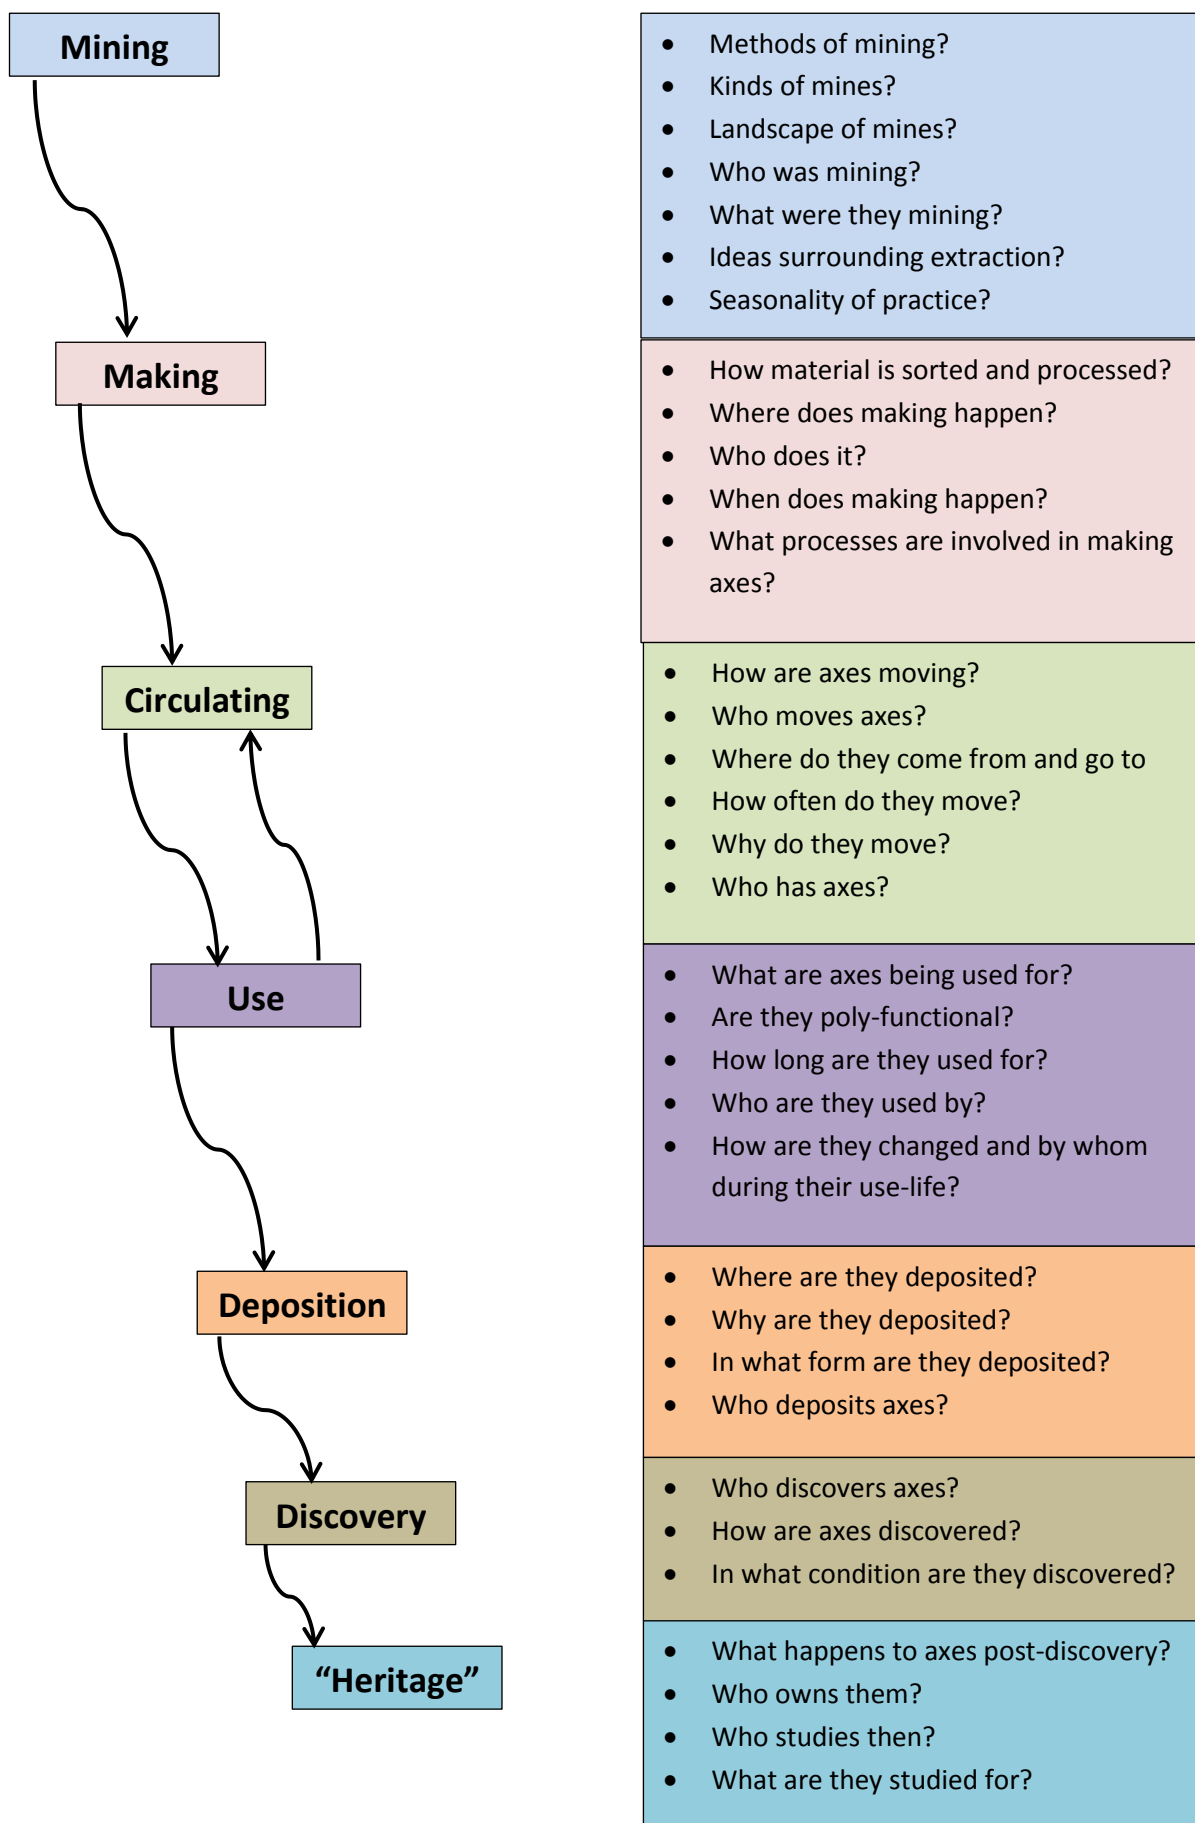 Mining
• Methods of mining?
• Kinds of mines?
• Landscape of mines?
• Who was mining?
• What were they mining?
• Ideas surrounding extraction?
• Seasonality of practice?
Making
• How material is sorted and processed?
• Where does making happen?
• Who does it?
• When does making happen?
• What processes are involved in making
axes?
Circulating
• How are axes moving?
• Who moves axes?
• Where do they come from and go to
• How often do they move?
• Why do they move?
• Who has axes?
Use
• What are axes being used for?
• Are they poly-functional?
• How long are they used for?
• Who are they used by?
• How are they changed and by whom
during their use-life?
Deposition
• Where are they deposited?
• Why are they deposited?
• In what form are they deposited?
• Who deposits axes?
Discovery
• Who discovers axes?
• How are axes discovered?
• In what condition are they discovered?
“Heritage”
• What happens to axes post-discovery?
• Who owns them?
• Who studies then?
• What are they studied for?